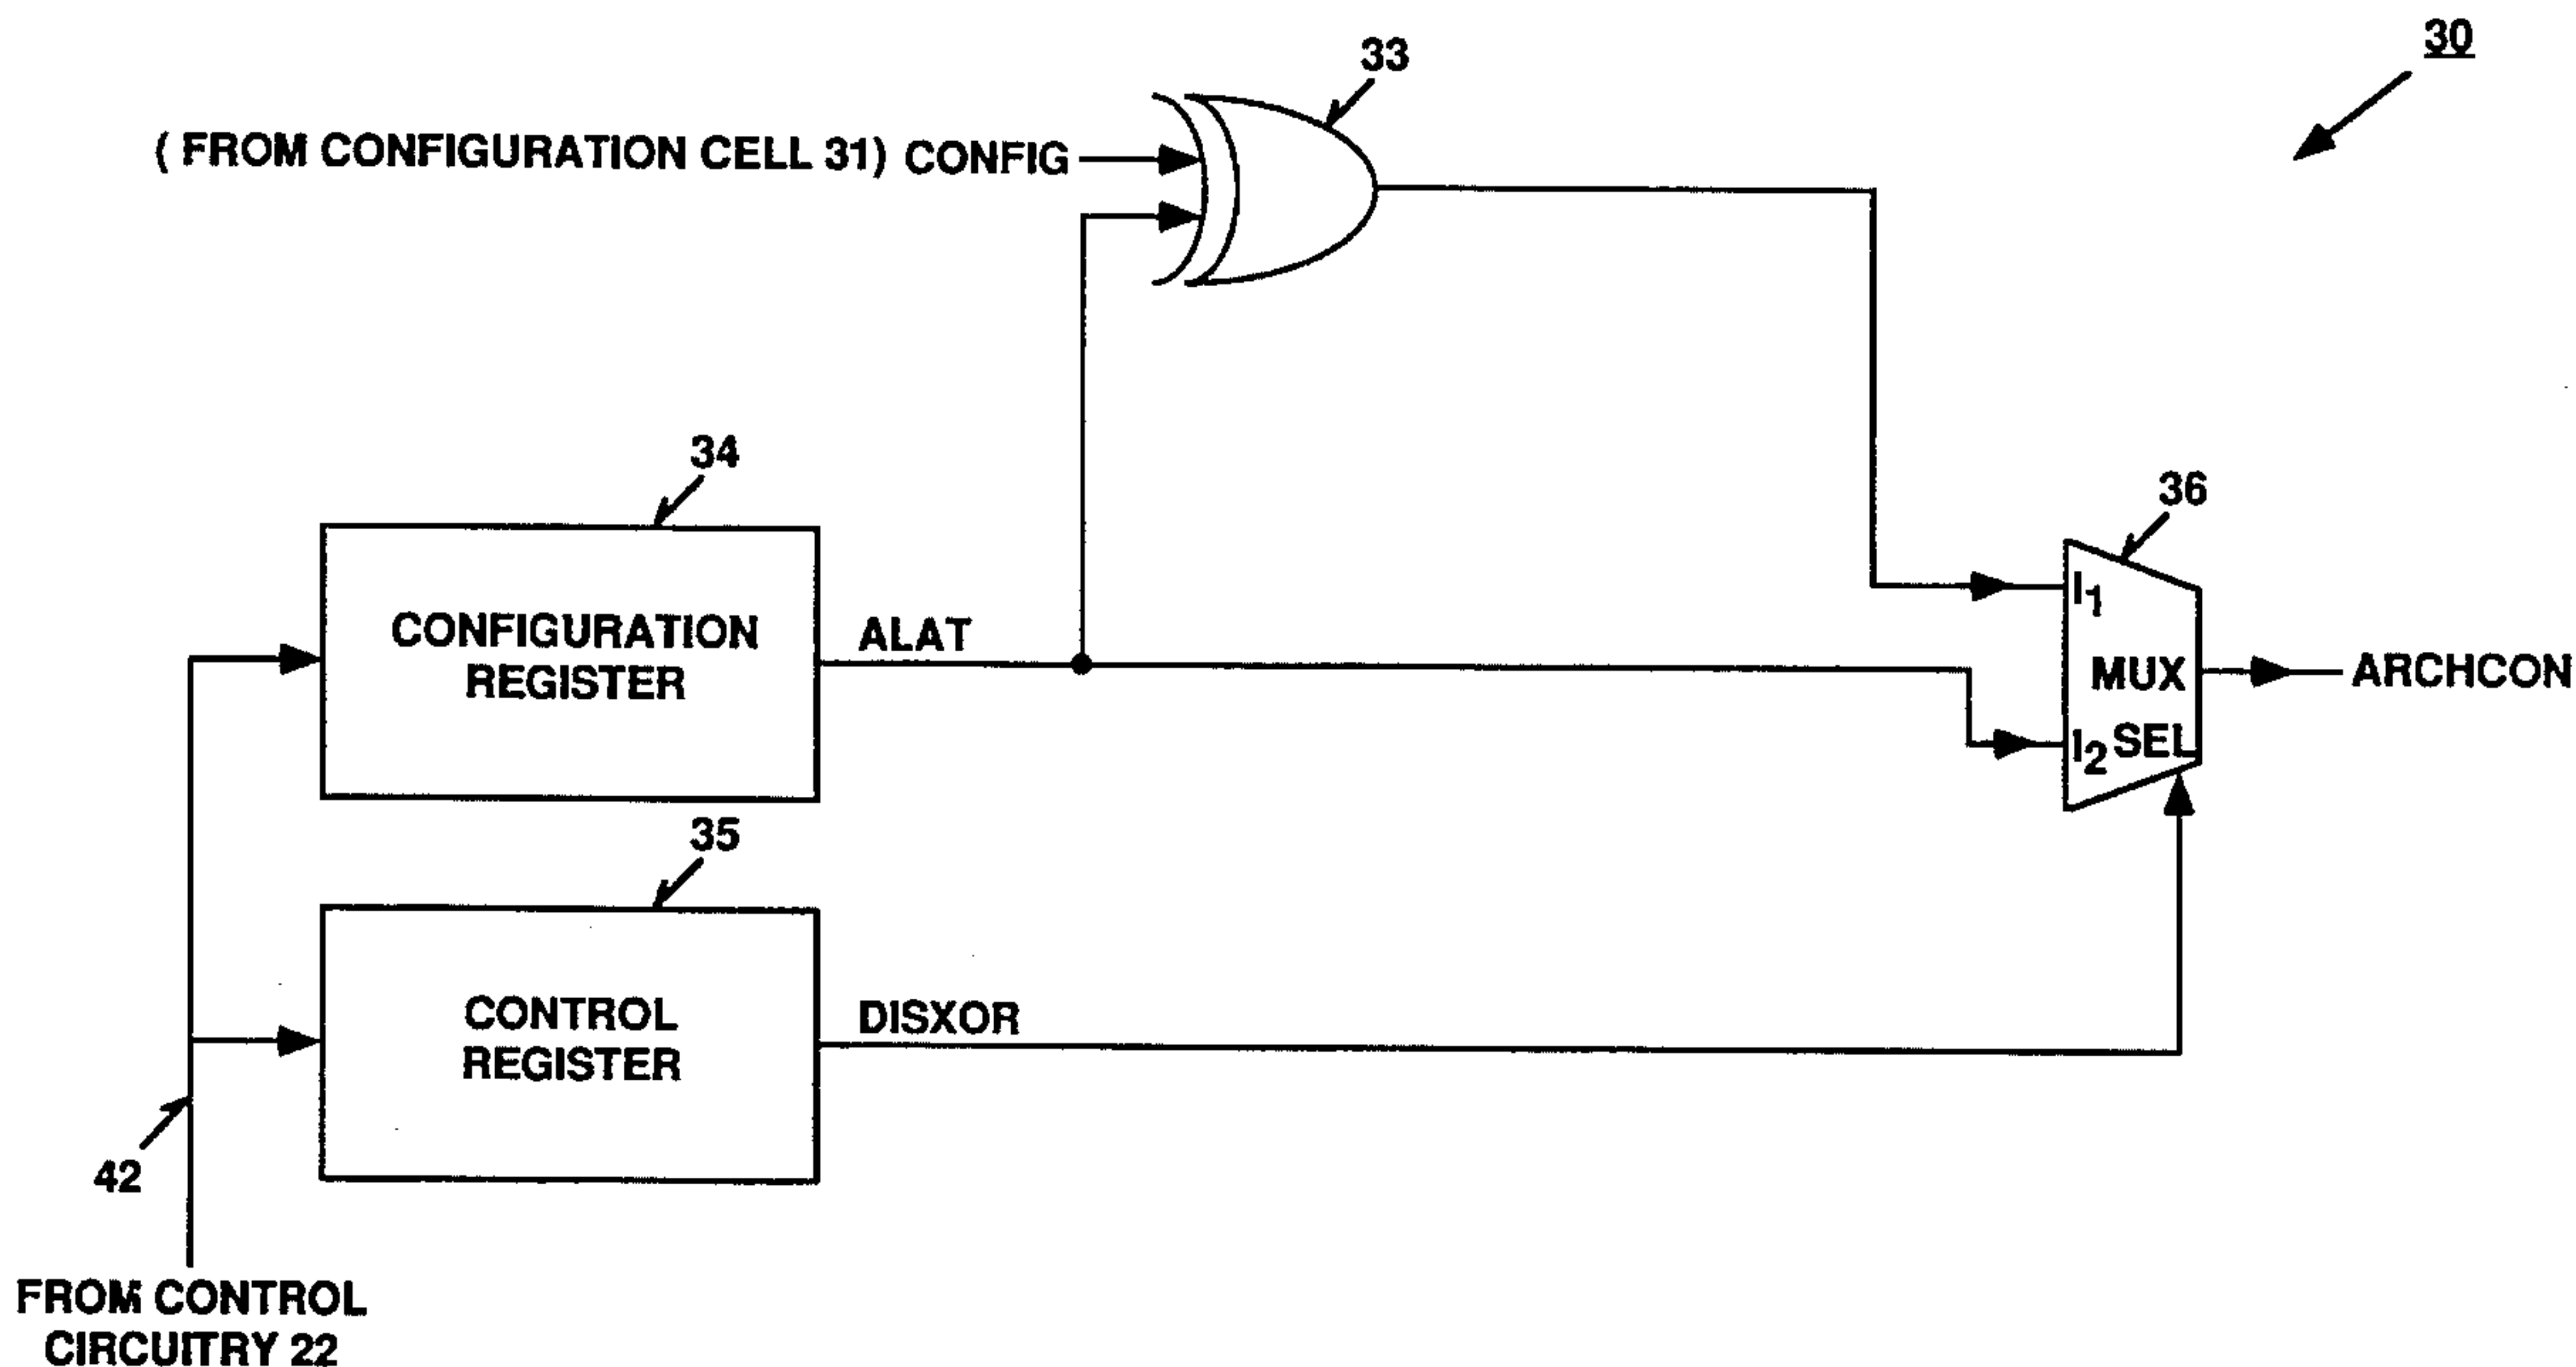 30
33
( FROM CONFIGURATION CELL 31) CONFIG
34
36
CONFIGURATION
REGISTER
ALAT
I1
MUX
ARCHCON
I2 SEL
35
CONTROL
REGISTER
DISXOR
42
FROM CONTROL
CIRCUITRY 22